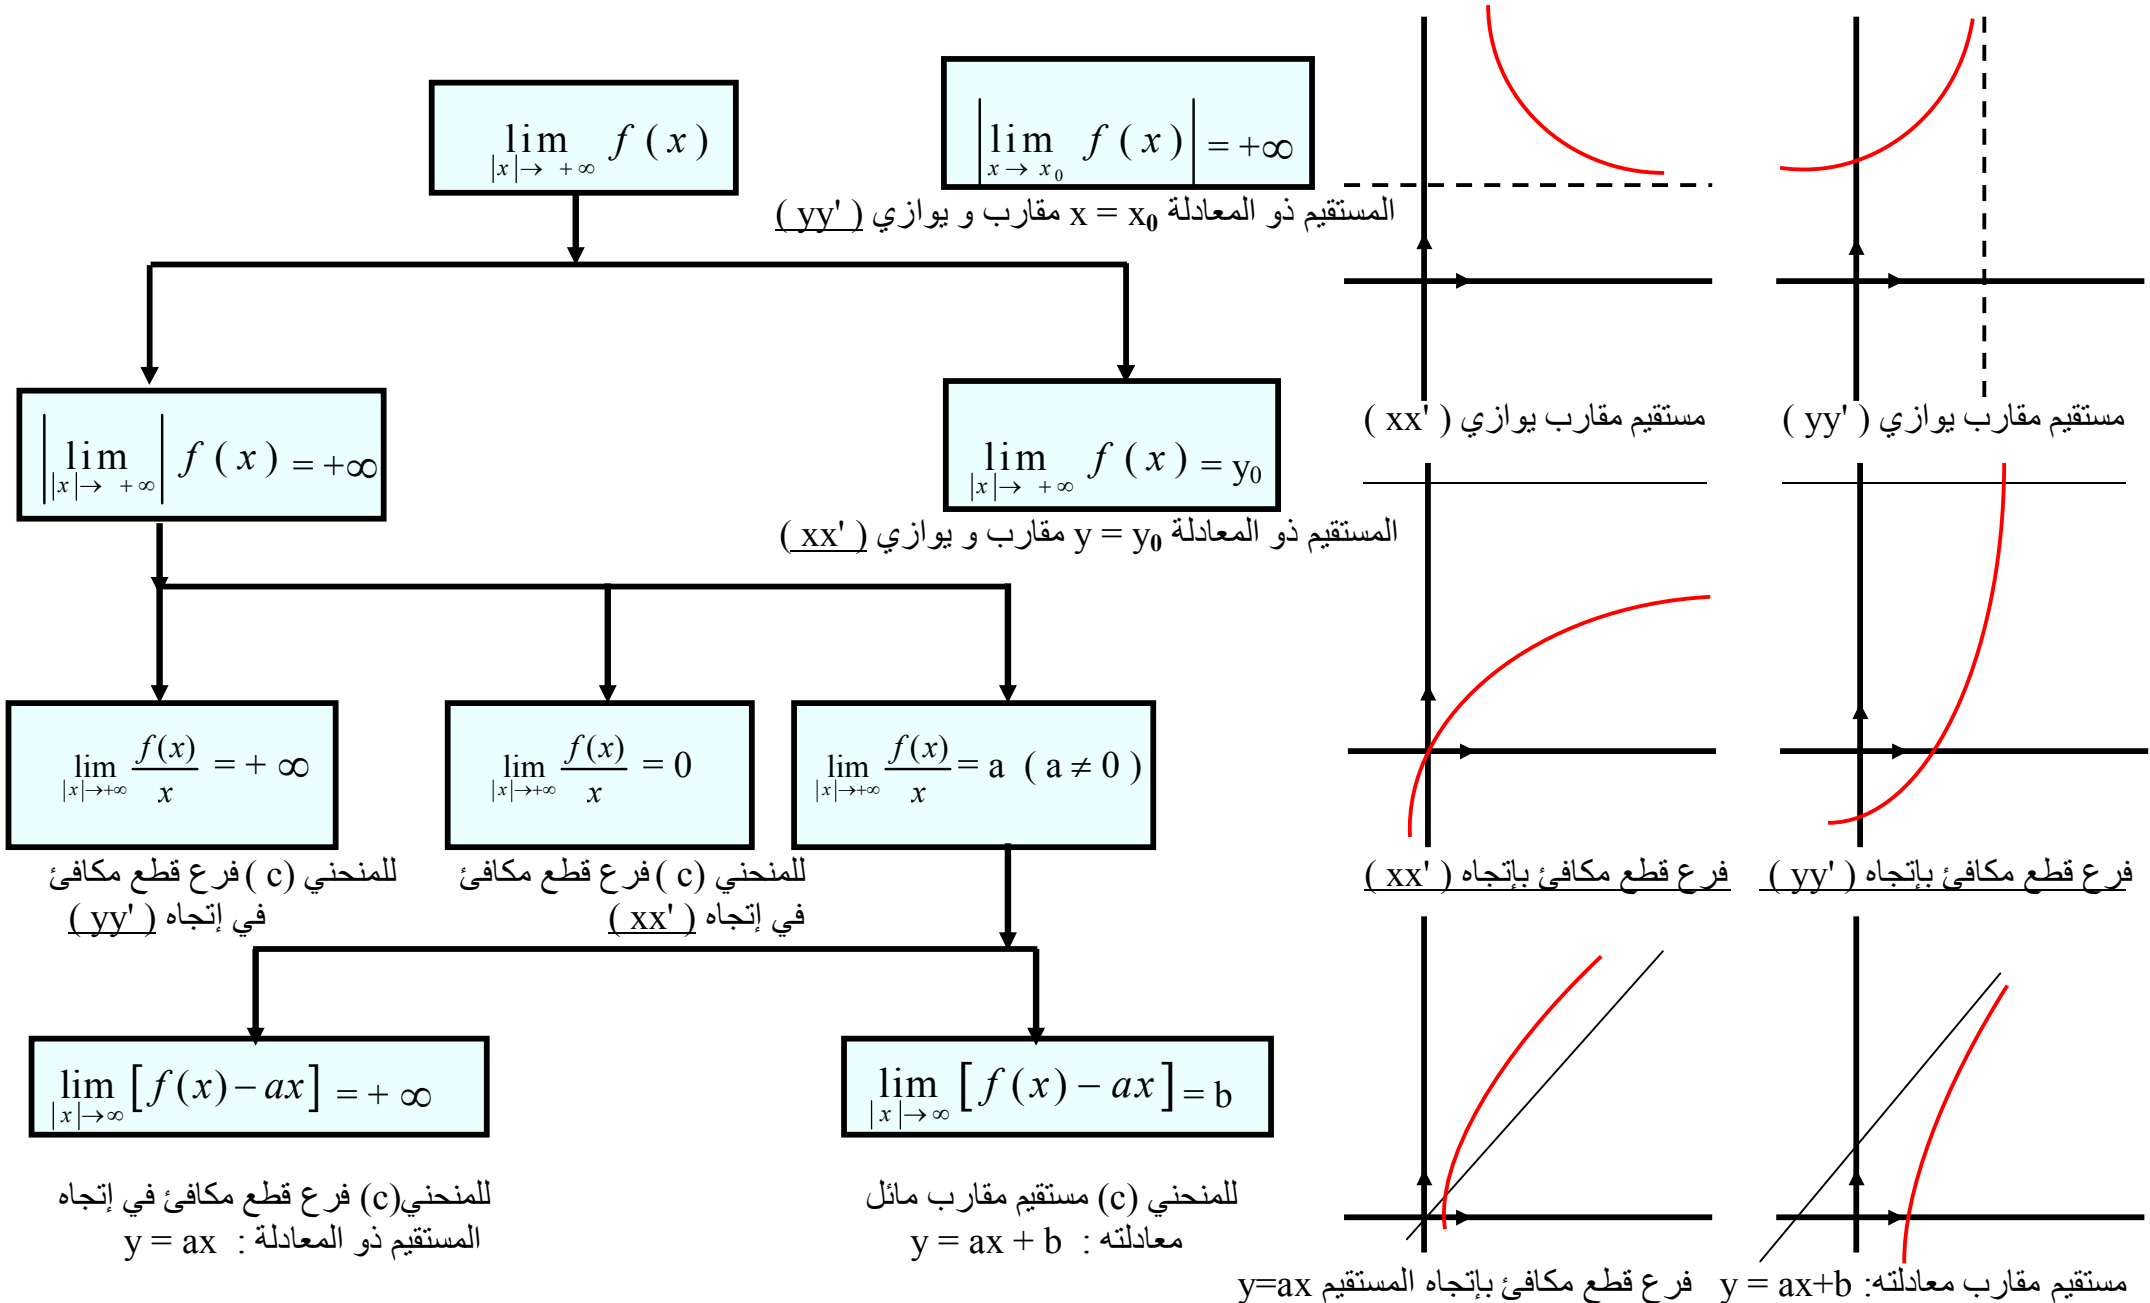 lim |x|→ +∞ f ( x )
|lim x→ x₀ f ( x )| = +∞
المستقيم ذو المعادلة x = x₀ مقارب و يوازي ( yy' )
|lim |x|→ +∞| f ( x ) = +∞
lim |x|→ +∞ f ( x ) = y₀
المستقيم ذو المعادلة y = y₀ مقارب و يوازي ( xx' )
lim |x|→+∞ f(x)/x = + ∞
lim |x|→+∞ f(x)/x = 0
lim |x|→+∞ f(x)/x = a ( a ≠ 0 )
للمنحني (c ) فرع قطع مكافئ
في إتجاه ( yy' )
للمنحني (c ) فرع قطع مكافئ
في إتجاه ( xx' )
lim |x|→∞ [f(x)−ax] = + ∞
lim |x|→∞ [f(x)− ax] = b
للمنحني(c) فرع قطع مكافئ في إتجاه
المستقيم ذو المعادلة : y = ax
للمنحني (c) مستقيم مقارب مائل
معادلته : y = ax + b
مستقيم مقارب يوازي ( xx' )
مستقيم مقارب يوازي ( yy' )
فرع قطع مكافئ بإتجاه ( xx' )
فرع قطع مكافئ بإتجاه ( yy' )
فرع قطع مكافئ بإتجاه المستقيم y=ax
مستقيم مقارب معادلته: y = ax+b